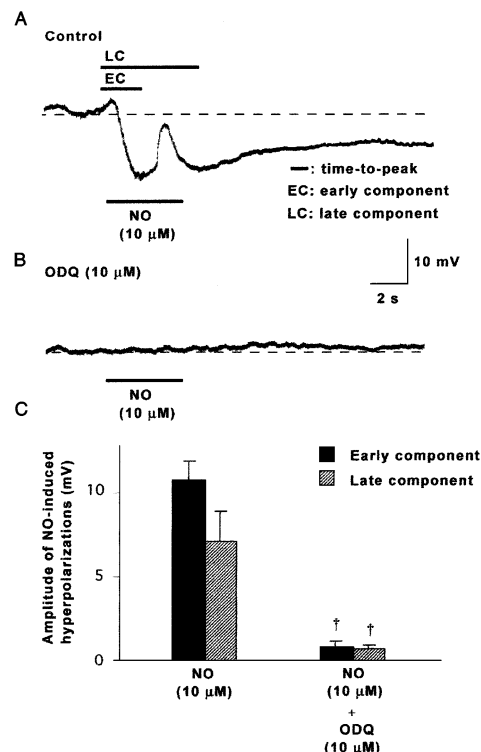 A
Control
LC
EC
━: time-to-peak
EC: early component
LC: late component
NO
(10 µM)
10 mV
2 s
B
ODQ (10 µM)
NO
(10 µM)
C
Early component
Late component
Amplitude of NO-induced
hyperpolarizations (mV)
10
5
0
† †
NO
(10 µM)
NO
(10 µM)
+
ODQ
(10 µM)